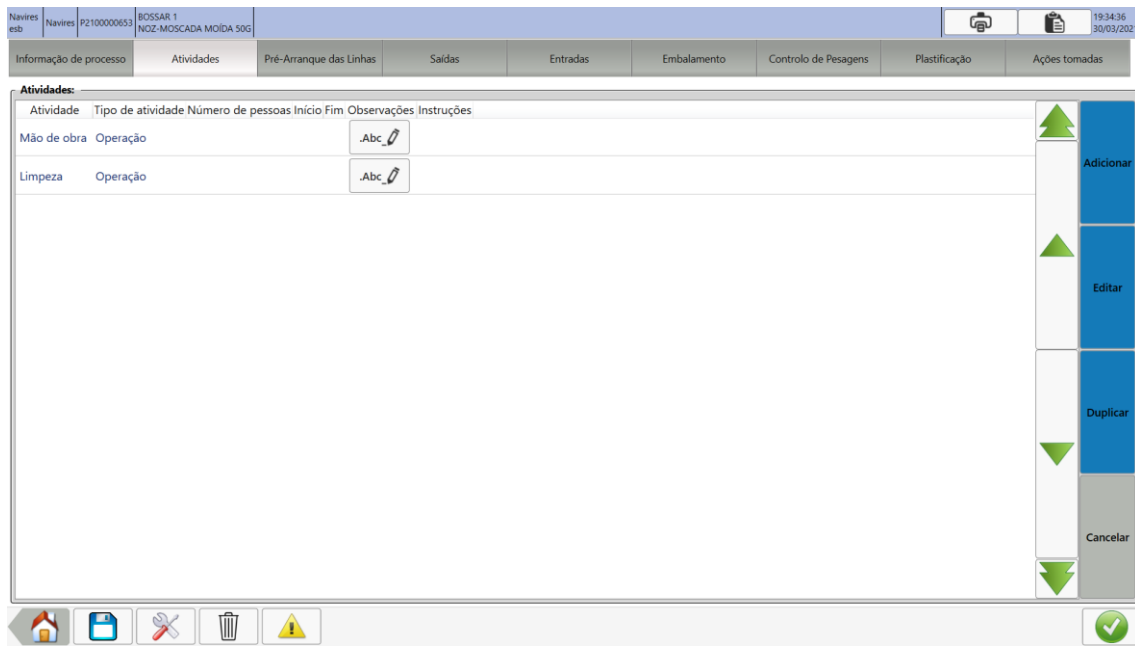 Navires
esb
Navires
P2100000653
BOSSAR 1
NOZ-MOSCADA MOÍDA 50G
19:34:36
30/03/202
Informação de processo
Atividades
Pré-Arranque das Linhas
Saídas
Entradas
Embalamento
Controlo de Pesagens
Plastificação
Ações tomadas
Atividades:
Atividade Tipo de atividade Número de pessoas Início Fim Observações Instruções
Mão de obra Operação .Abc_
Limpeza Operação .Abc_
Adicionar
Editar
Duplicar
Cancelar